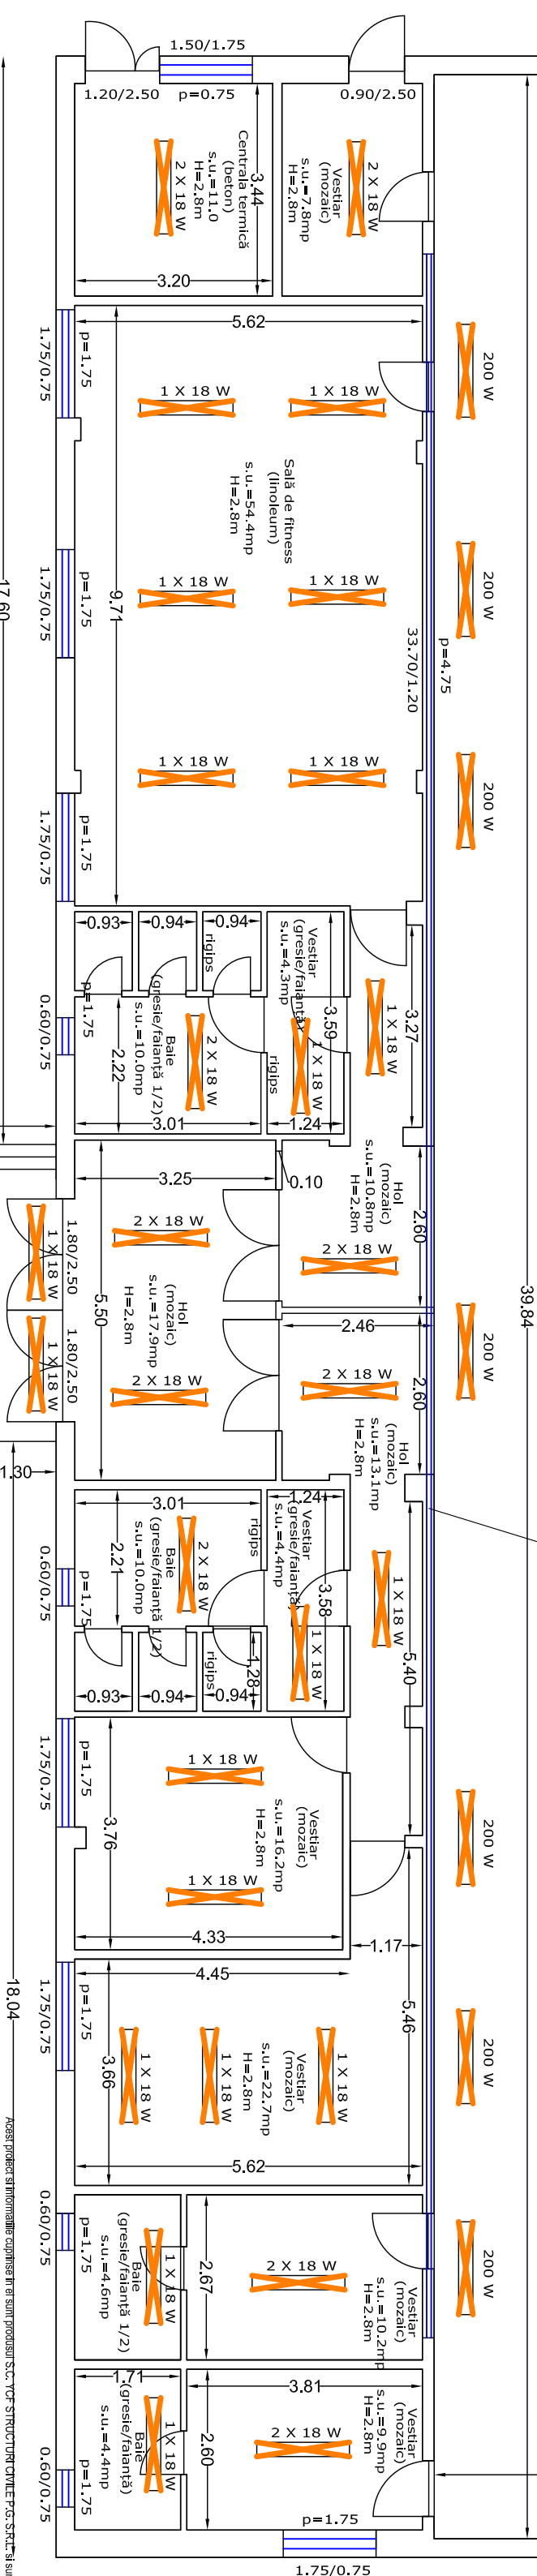 1.50/1.75
1.20/2.50
p=0.75
0.90/2.50
Centrala termică
(beton)
s.u.=11.0
H=2.8m
2 X 18 W
3.44
3.20
Vestiar
(mozaic)
s.u.=7.8mp
H=2.8m
2 X 18 W
17.60
39.84
5.62
1.75/0.75
p=1.75
1 X 18 W
1 X 18 W
200 W
Sală de fitness
(linoleum)
s.u.=54.4mp
H=2.8m
1.75/0.75
p=1.75
1 X 18 W
1 X 18 W
9.71
33.70/1.20
p=4.75
200 W
1 X 18 W
1 X 18 W
1.75/0.75
p=1.75
200 W
0.93
0.94
0.94
rigips
Vestiar
(gresie/faianță)
s.u.=4.3mp
3.59
1 X 18 W
1.24
rigips
p=1.75
0.60/0.75
Baie
(gresie/faianță 1/2)
s.u.=10.0mp
2 X 18 W
2.22
3.01
1 X 18 W
3.27
Hol
(mozaic)
s.u.=10.8mp
H=2.8m
2.60
2 X 18 W
0.10
3.25
2 X 18 W
Hol
(mozaic)
s.u.=17.9mp
H=2.8m
5.50
2 X 18 W
1.80/2.50
1 X 18 W
1.80/2.50
1 X 18 W
2.46
2.60
2 X 18 W
200 W
Hol
(mozaic)
s.u.=13.1mp
H=2.8m
1.30
18.04
3.01
1.24
rigips
Vestiar
(gresie/faianță)
s.u.=4.4mp
3.58
1 X 18 W
Baie
(gresie/faianță 1/2)
s.u.=10.0mp
2 X 18 W
2.21
p=1.75
0.60/0.75
1 X 18 W
5.40
0.93
0.94
0.94
rigips
1.28
1.75/0.75
p=1.75
1 X 18 W
Vestiar
(mozaic)
s.u.=16.2mp
H=2.8m
3.76
1 X 18 W
4.33
200 W
1.17
4.45
5.46
1.75/0.75
p=1.75
3.66
1 X 18 W
1 X 18 W
1 X 18 W
Vestiar
(mozaic)
s.u.=22.7mp
H=2.8m
5.62
200 W
0.60/0.75
p=1.75
Baie
(gresie/faianță 1/2)
s.u.=4.6mp
1 X 18 W
2.67
2 X 18 W
Vestiar
(mozaic)
s.u.=10.2mp
H=2.8m
200 W
1.71
3.81
Baie
(gresie/faianță)
s.u.=4.4mp
1 X 18 W
2.60
2 X 18 W
Vestiar
(mozaic)
s.u.=9.9mp
H=2.8m
p=1.75
0.60/0.75
p=1.75
1.75/0.75
Acest proiect si informatiile cuprinse in el sunt produsul S.C. YCF STRUCTURI CIVILE P.G. S.R.L. si